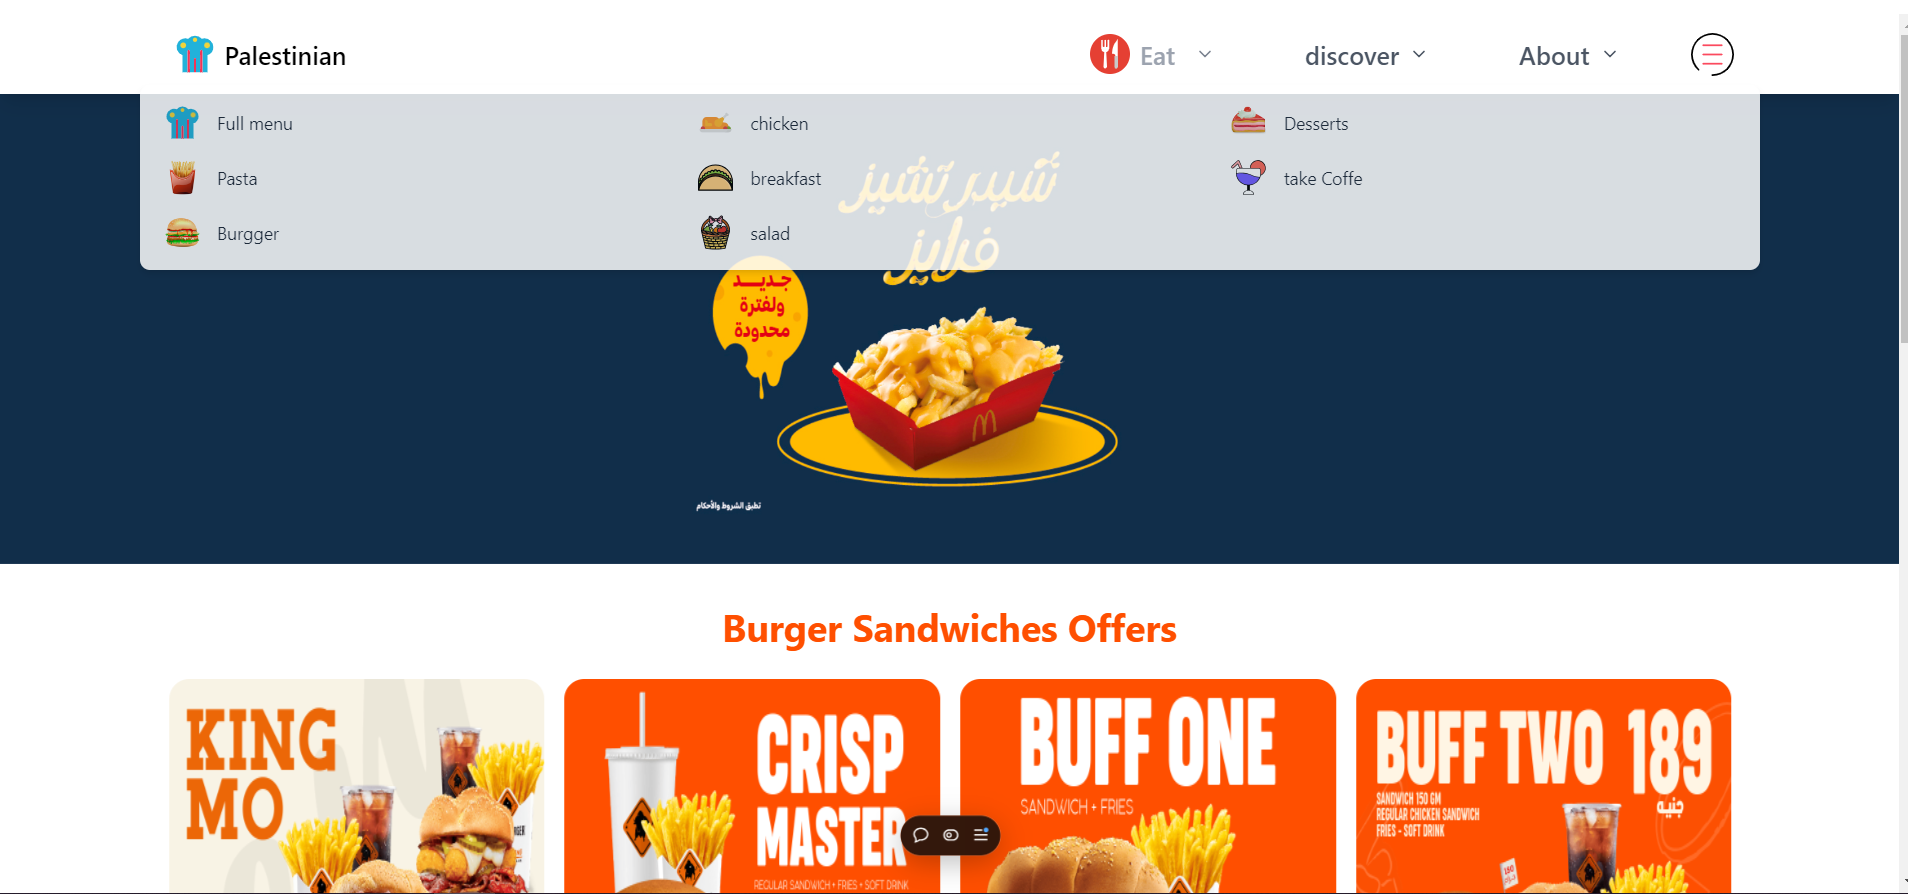 Palestinian
Eat
discover
About
Full menu
chicken
Desserts
Pasta
breakfast
take Coffe
Burgger
salad
شيدر تشيز
فرايز
جديد
ولفترة
محدودة
تطبق الشروط والأحكام
Burger Sandwiches Offers
KING
MO
CRISP
MASTER
REGULAR SANDWICH + FRIES + SOFT DRINK
BUFF ONE
SANDWICH + FRIES
BUFF TWO 189
جنيه
SANDWICH 150 GM
REGULAR CHICKEN SANDWICH
FRIES - SOFT DRINK